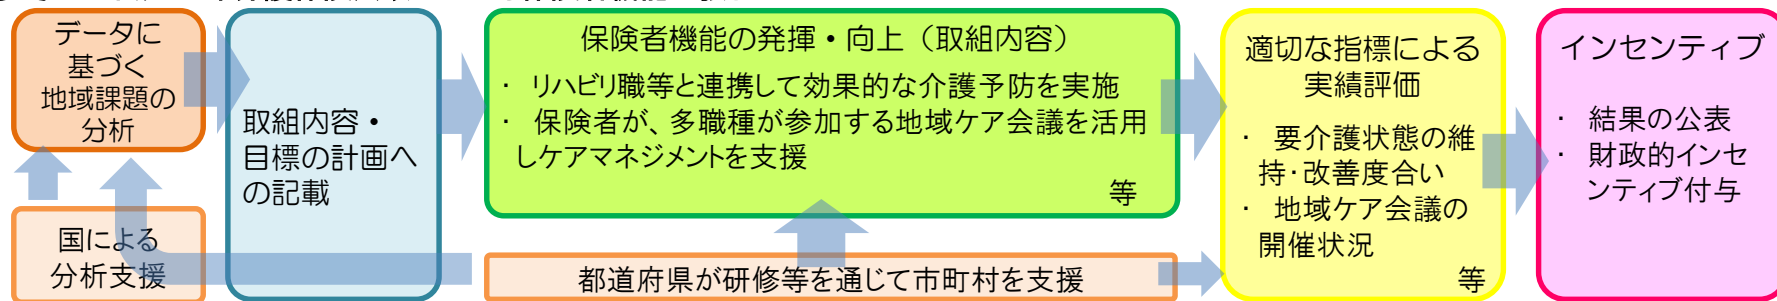 データに
基づく
地域課題の
分析
国による
分析支援
取組内容・
目標の計画へ
の記載
保険者機能の発揮・向上（取組内容）
・ リハビリ職等と連携して効果的な介護予防を実施
・ 保険者が、多職種が参加する地域ケア会議を活用
しケアマネジメントを支援
等
都道府県が研修等を通じて市町村を支援
適切な指標による
実績評価
・ 要介護状態の維
持・改善度合い
・ 地域ケア会議の
開催状況
等
インセンティブ
・ 結果の公表
・ 財政的インセ
ンティブ付与